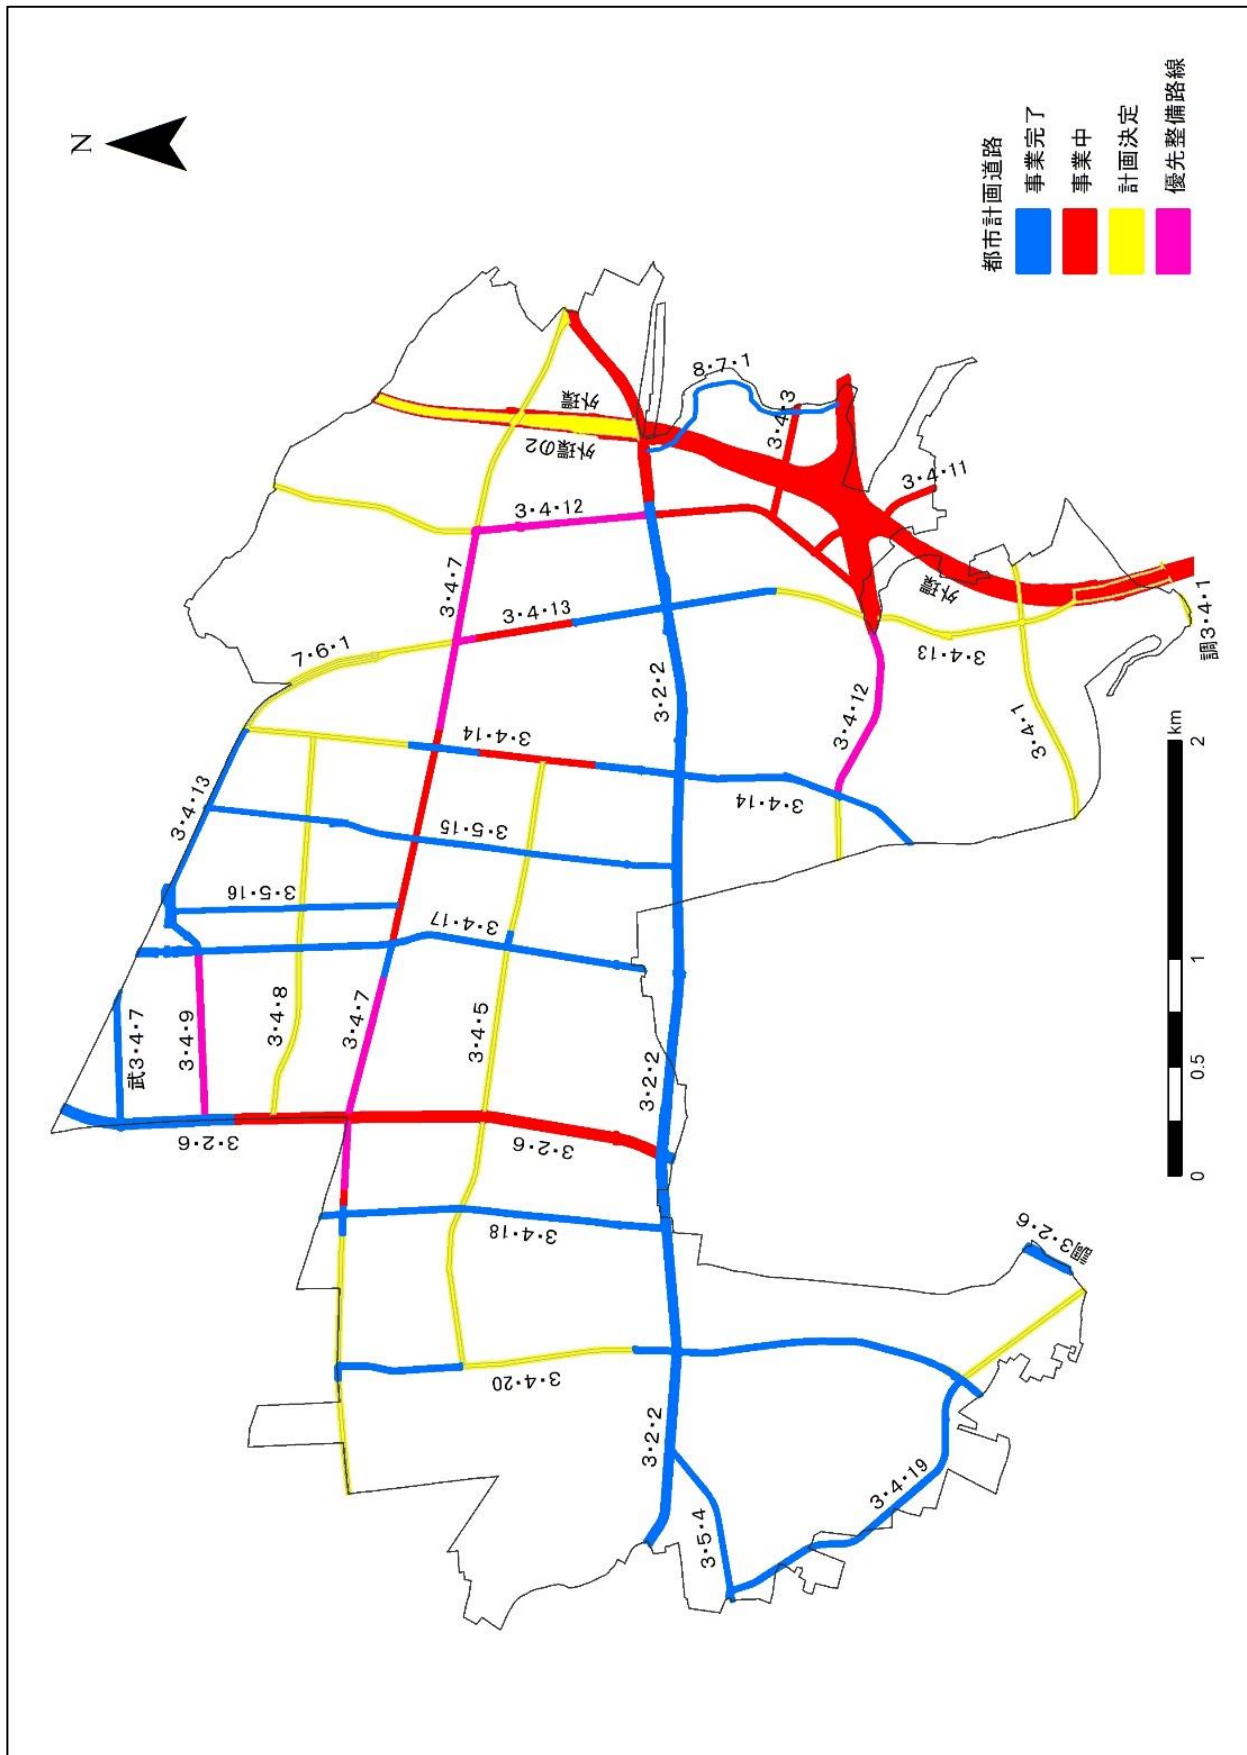 N
都市計画道路
事業完了
事業中
計画決定
優先整備路線
外環
外環の2
8・7・1
3・4・3
3・4・11
3・4・12
3・4・7
3・4・13
7・6・1
外環
調3・4・1
3・4・13
3・4・1
3・4・12
3・2・2
3・4・14
3・4・14
3・4・13
3・5・15
3・5・16
3・4・17
3・4・8
3・4・7
3・4・5
武3・4・7
3・4・9
3・2・6
3・2・6
3・2・2
3・4・18
3・4・20
3・2・2
3・5・4
3・4・19
調3・2・6
0
0.5
1
2
km